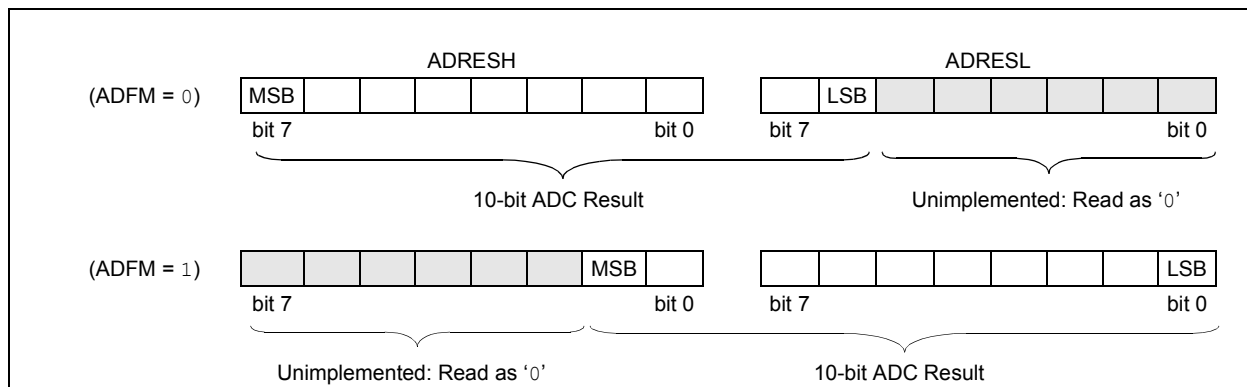 ADRESH ADRESL
(ADFM = 0) MSB LSB
bit 7 bit 0 bit 7 bit 0
10-bit ADC Result Unimplemented: Read as ‘0’
(ADFM = 1) MSB LSB
bit 7 bit 0 bit 7 bit 0
Unimplemented: Read as ‘0’ 10-bit ADC Result